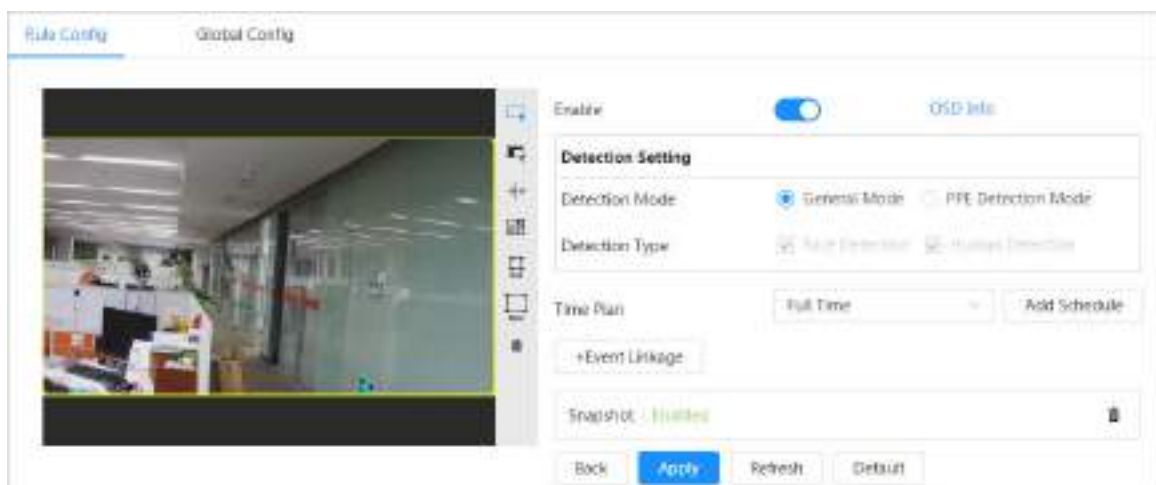 Rule Config Global Config
Enable OSD Info
Detection Setting
Detection Mode General Mode PPE Detection Mode
Detection Type Face Detection Human Detection
Time Plan Full Time Add Schedule
+Event Linkage
Snapshot Enabled
Back Apply Refresh Default